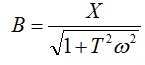 B = X / √(1 + T²ω²)